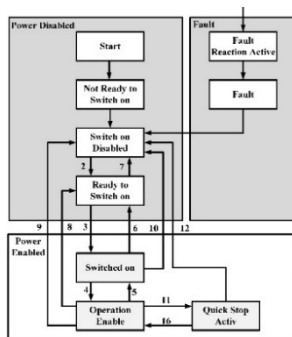 Power Disabled
Fault
Start
Fault
Reaction Active
Not Ready to
Switch on
Fault
Switch on
Disabled
2
7
Ready to
Switch on
9
8
3
6
10
12
Power
Enabled
Switched on
4
5
Operation
Enable
11
16
Quick Stop
Activ